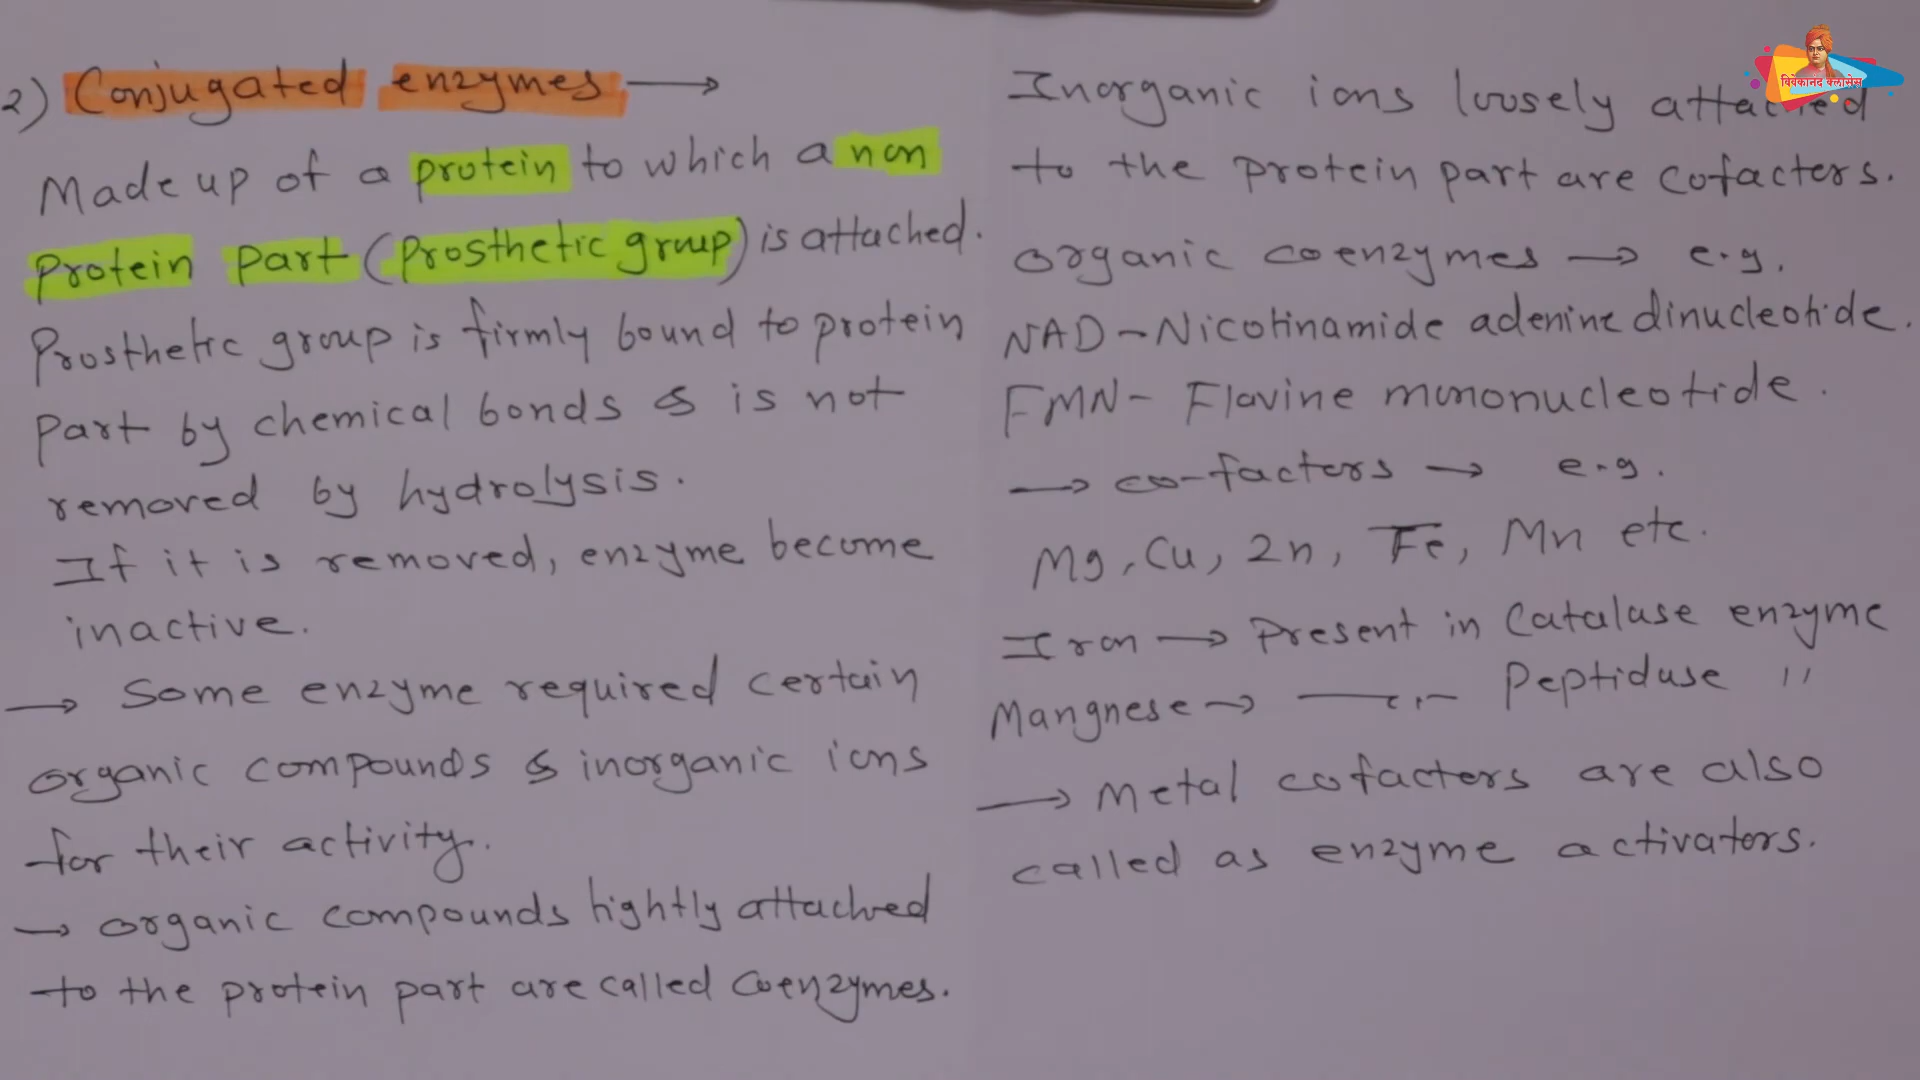 2) Conjugated enzymes →
Made up of a protein to which a non
protein part (Prosthetic group) is attached.
Prosthetic group is firmly bound to protein
part by chemical bonds & is not
removed by hydrolysis.
If it is removed, enzyme become
inactive.
→ Some enzyme required certain
organic compounds & inorganic ions
for their activity.
→ organic compounds tightly attached
to the protein part are called Coenzymes.
Inorganic ions loosely attached
to the protein part are cofactors.
organic coenzymes → e.g.
NAD - Nicotinamide adenine dinucleotide.
FMN - Flavine mononucleotide.
→ co-factors → e.g.
Mg, Cu, Zn, Fe, Mn etc.
Iron → Present in Catalase enzyme
Mangnese → —〃— Peptidase 〃
→ Metal cofactors are also
called as enzyme activators.
विवेकानंद क्लासेस